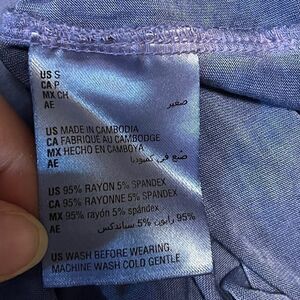 US S
CA P
MX CH
AE صغير
US MADE IN CAMBODIA
CA FABRIQUE AU CAMBODGE
MX HECHO EN CAMBOYA
AE صنع في كمبوديا
US 95% RAYON 5% SPANDEX
CA 95% RAYONNE 5% SPANDEX
MX 95% rayón 5% spándex
AE 95% رايون 5% سباندكس
US WASH BEFORE WEARING.
MACHINE WASH COLD GENTLE